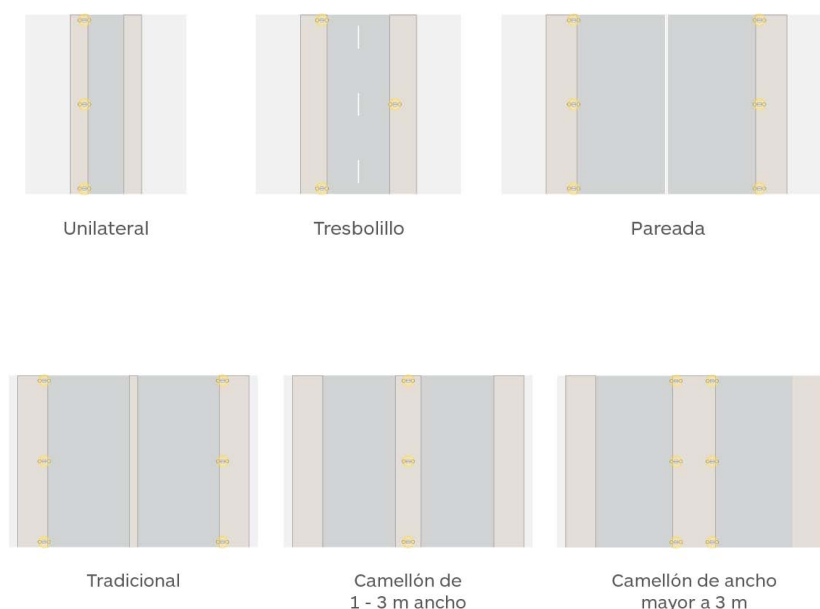 Unilateral
Tresbolillo
Pareada
Tradicional
Camellón de
1 - 3 m ancho
Camellón de ancho
mayor a 3 m